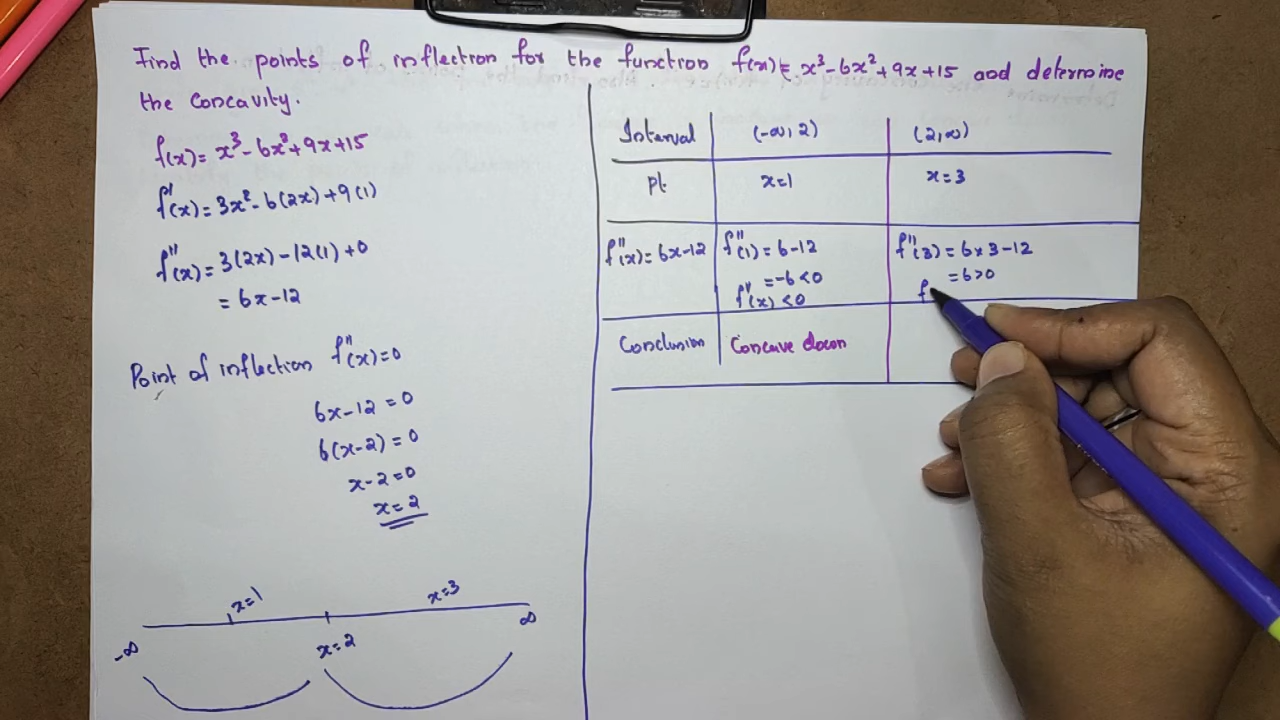 Find the points of inflection for the function f(x) = x³-6x²+9x+15 and determine
the concavity.
f(x) = x³-6x²+9x+15
f'(x) = 3x²-6(2x)+9(1)
f''(x) = 3(2x)-12(1)+0
= 6x-12
Point of inflection f''(x)=0
6x-12=0
6(x-2)=0
x-2=0
x=2
x=1 x=3
-∞ x=2 ∞
Interval (-∞,2) (2,∞)
pt x=1 x=3
f''(x)=6x-12 f''(1)=6-12 f''(3)=6×3-12
=-6<0 =6>0
f''(x)<0 f
Conclusion Concave down